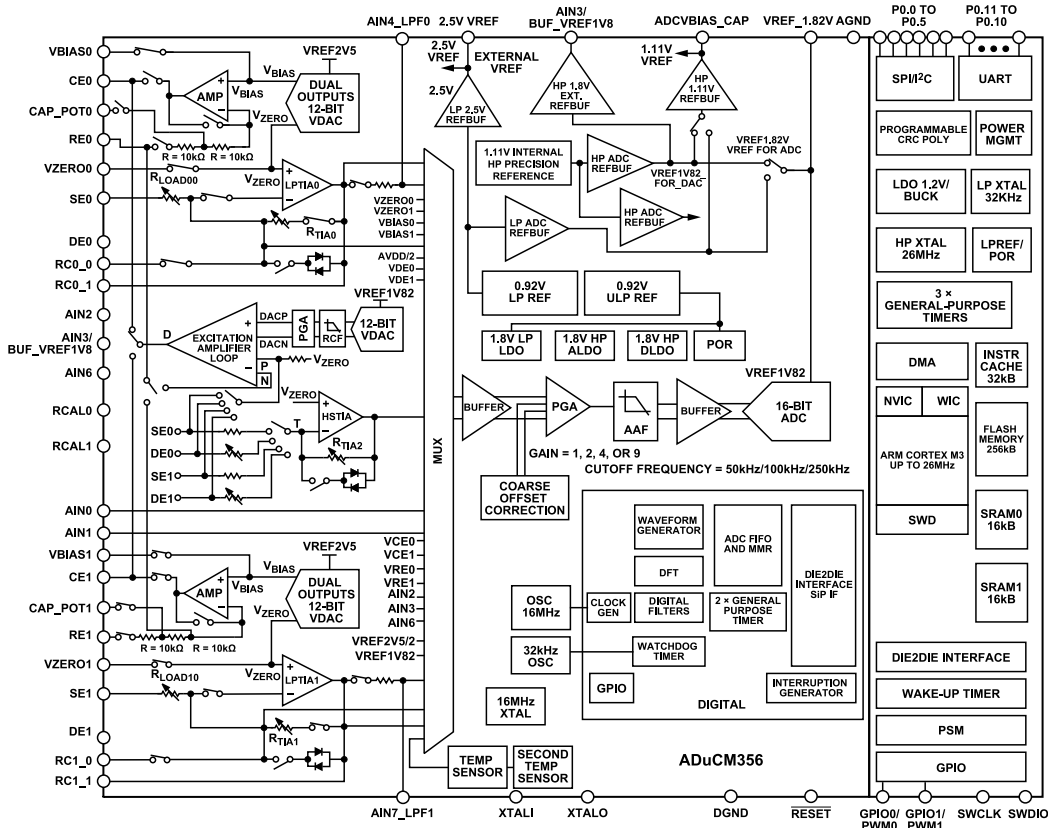 AIN4_LPF0
2.5V VREF
AIN3/
BUF_VREF1V8
ADCVBIAS_CAP
VREF_1.82V
AGND
P0.0 TO
P0.5
P0.11 TO
P0.10
VBIAS0
CE0
CAP_POT0
RE0
VZERO0
SE0
DE0
RC0_0
RC0_1
AIN2
AIN3/
BUF_VREF1V8
AIN6
RCAL0
RCAL1
AIN0
AIN1
VBIAS1
CE1
CAP_POT1
RE1
VZERO1
SE1
DE1
RC1_0
RC1_1
AMP
VBIAS
VBIAS
VREF2V5
DUAL
OUTPUTS
12-BIT
VDAC
VZERO
R = 10kΩ
R = 10kΩ
RLOAD00
VZERO
LPTIA0
RTIA0
EXCITATION
AMPLIFIER
LOOP
D
P
N
DACP
DACN
PGA
RCF
VREF1V82
12-BIT
VDAC
VZERO
VZERO
HSTIA
T
RTIA2
SE0
DE0
SE1
DE1
AMP
VBIAS
VBIAS
VREF2V5
DUAL
OUTPUTS
12-BIT
VDAC
VZERO
R = 10kΩ
R = 10kΩ
RLOAD10
VZERO
LPTIA1
RTIA1
MUX
VZERO0
VZERO1
VBIAS0
VBIAS1
AVDD/2
VDE0
VDE1
VCE0
VCE1
VRE0
VRE1
AIN2
AIN3
AIN6
VREF2V5/2
VREF1V82
2.5V
VREF
EXTERNAL
VREF
2.5V
LP 2.5V
REFBUF
HP 1.8V
EXT.
REFBUF
1.11V
VREF
HP
1.11V
REFBUF
1.11V INTERNAL
HP PRECISION
REFERENCE
HP ADC
REFBUF
VREF1V82
FOR_DAC
VREF1.82V
VREF FOR ADC
HP ADC
REFBUF
LP ADC
REFBUF
0.92V
LP REF
0.92V
ULP REF
1.8V LP
LDO
1.8V HP
ALDO
1.8V HP
DLDO
POR
VREF1V82
BUFFER
PGA
AAF
BUFFER
16-BIT
ADC
GAIN = 1, 2, 4, OR 9
CUTOFF FREQUENCY = 50kHz/100kHz/250kHz
COARSE
OFFSET
CORRECTION
WAVEFORM
GENERATOR
ADC FIFO
AND MMR
DIE2DIE
INTERFACE
SiP IF
DFT
OSC
16MHz
CLOCK
GEN
DIGITAL
FILTERS
2 × GENERAL
PURPOSE
TIMER
32kHz
OSC
WATCHDOG
TIMER
GPIO
INTERRUPTION
GENERATOR
DIGITAL
16MHz
XTAL
TEMP
SENSOR
SECOND
TEMP
SENSOR
ADuCM356
SPI/I2C
UART
PROGRAMMABLE
CRC POLY
POWER
MGMT
LDO 1.2V/
BUCK
LP XTAL
32KHz
HP XTAL
26MHz
LPREF/
POR
3 ×
GENERAL-PURPOSE
TIMERS
DMA
INSTR
CACHE
32kB
NVIC
WIC
ARM CORTEX M3
UP TO 26MHz
FLASH
MEMORY
256kB
SWD
SRAM0
16kB
SRAM1
16kB
DIE2DIE INTERFACE
WAKE-UP TIMER
PSM
GPIO
AIN7_LPF1
XTALI
XTALO
DGND
RESET
GPIO0/
PWM0
GPIO1/
PWM1
SWCLK
SWDIO